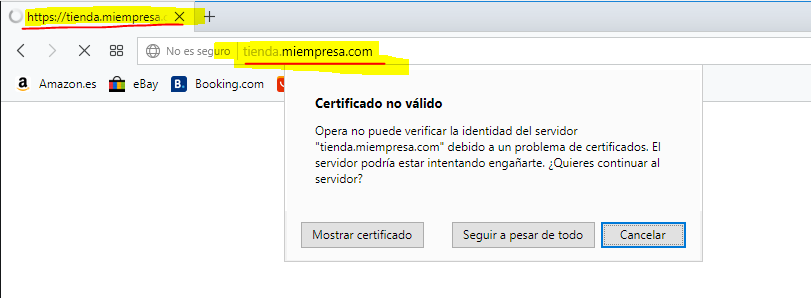 https://tienda.miempresa.c
No es seguro tienda.miempresa.com
Amazon.es eBay Booking.com
Certificado no válido
Opera no puede verificar la identidad del servidor
"tienda.miempresa.com" debido a un problema de certificados. El
servidor podría estar intentando engañarte. ¿Quieres continuar al
servidor?
Mostrar certificado Seguir a pesar de todo Cancelar